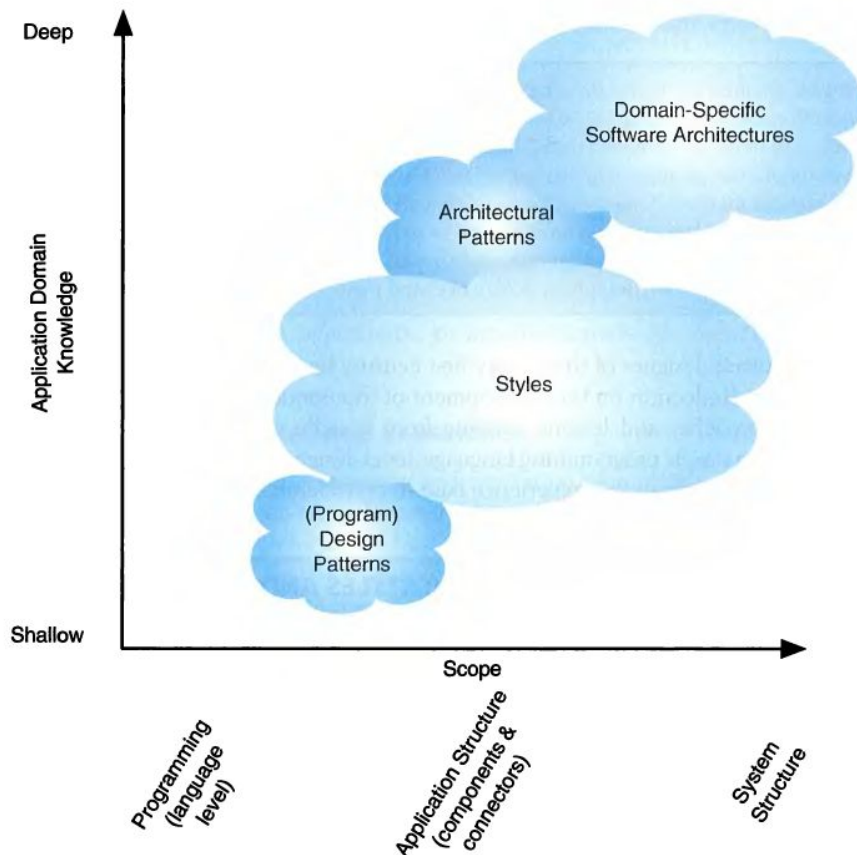 Deep
Domain-Specific
Software Architectures
Architectural
Patterns
Application Domain
Knowledge
Styles
(Program)
Design
Patterns
Shallow
Scope
Programming
(language
level)
Application Structure
(components &
connectors)
System
Structure